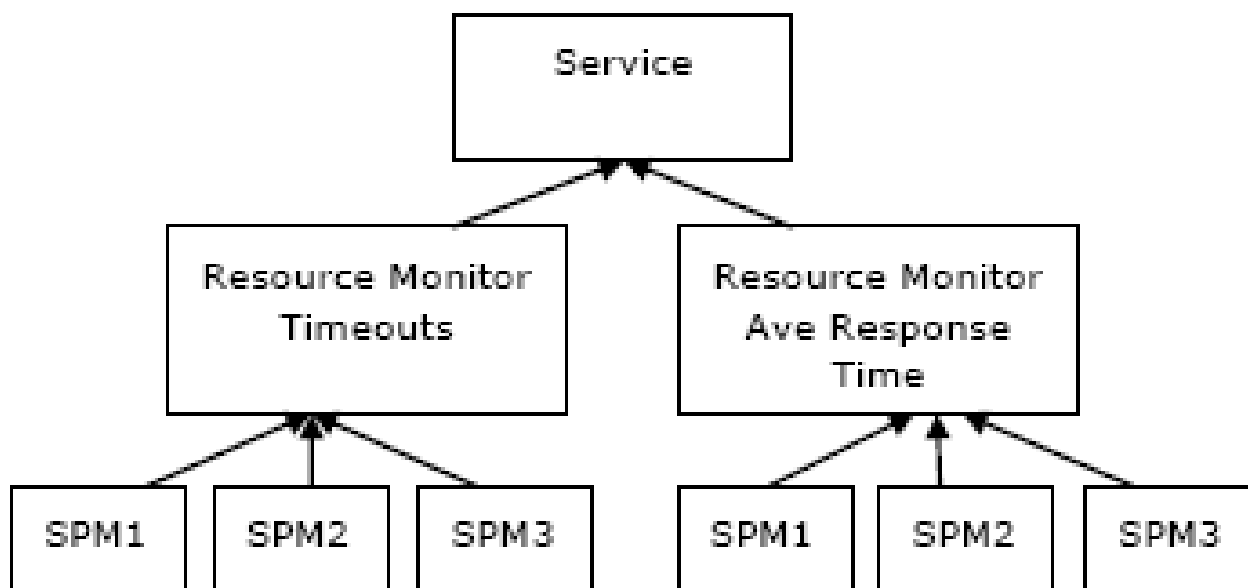 Service
Resource Monitor
Timeouts
Resource Monitor
Ave Response
Time
SPM1
SPM2
SPM3
SPM1
SPM2
SPM3